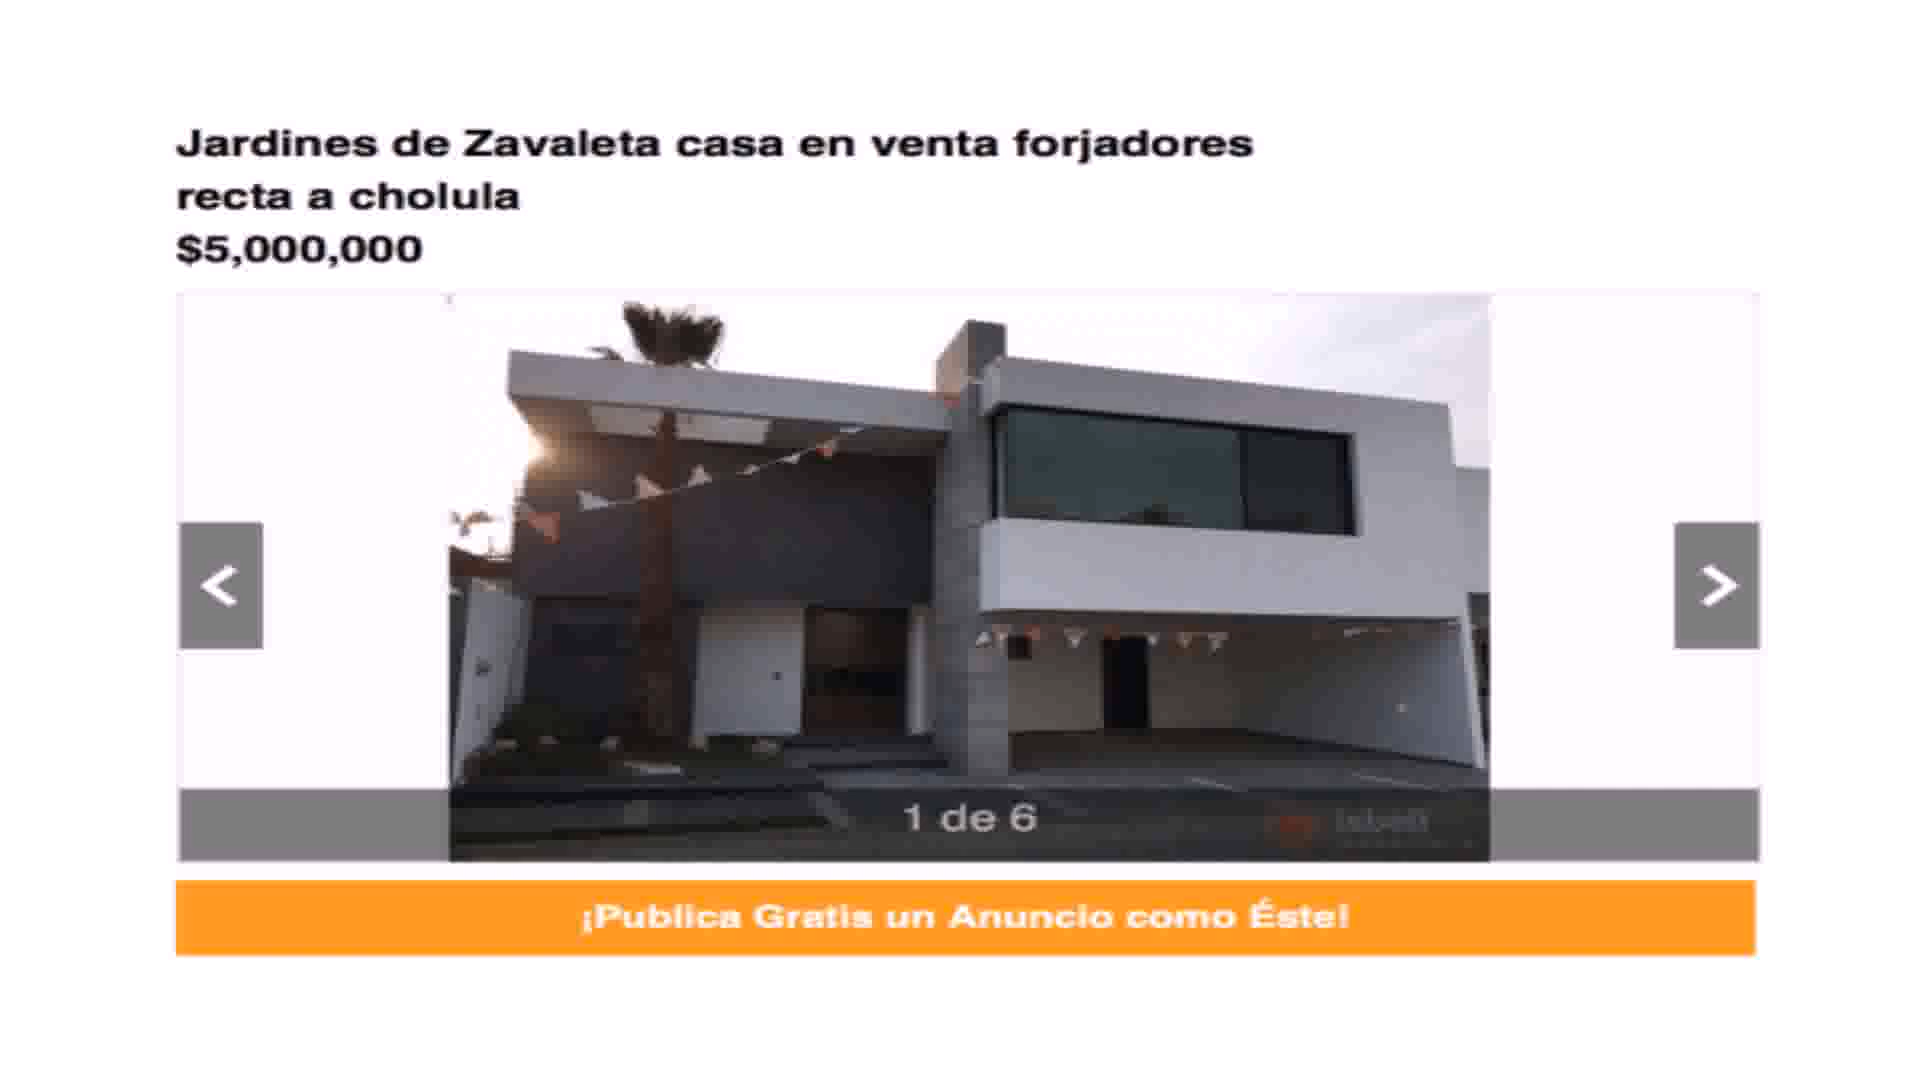 Jardines de Zavaleta casa en venta forjadores
recta a cholula
$5,000,000
1 de 6
¡Publica Gratis un Anuncio como Éste!